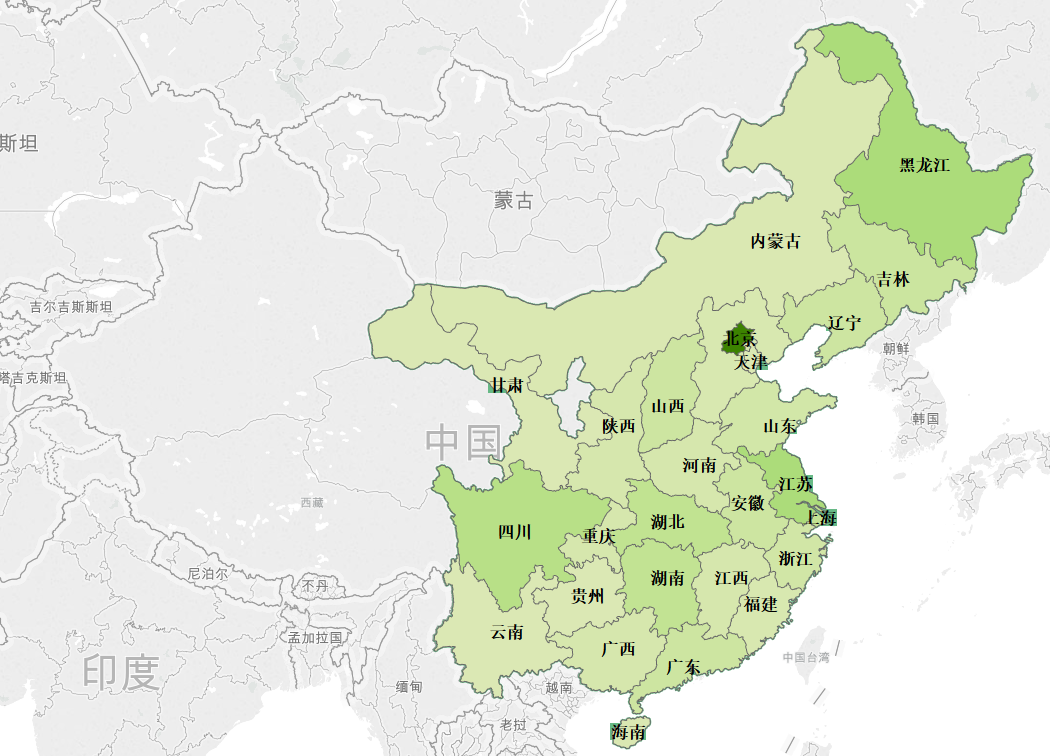 斯坦
黑龙江
蒙古
内蒙古
吉林
吉尔吉斯斯坦
辽宁
北京
朝鲜
天津
塔吉克斯坦
甘肃
山西
韩国
陕西
山东
中国
河南
江苏
安徽
西藏
上海
湖北
四川
重庆
浙江
尼泊尔
湖南
江西
不丹
贵州
福建
云南
孟加拉国
广西
中国台湾
广东
印度
缅甸
越南
老挝
海南